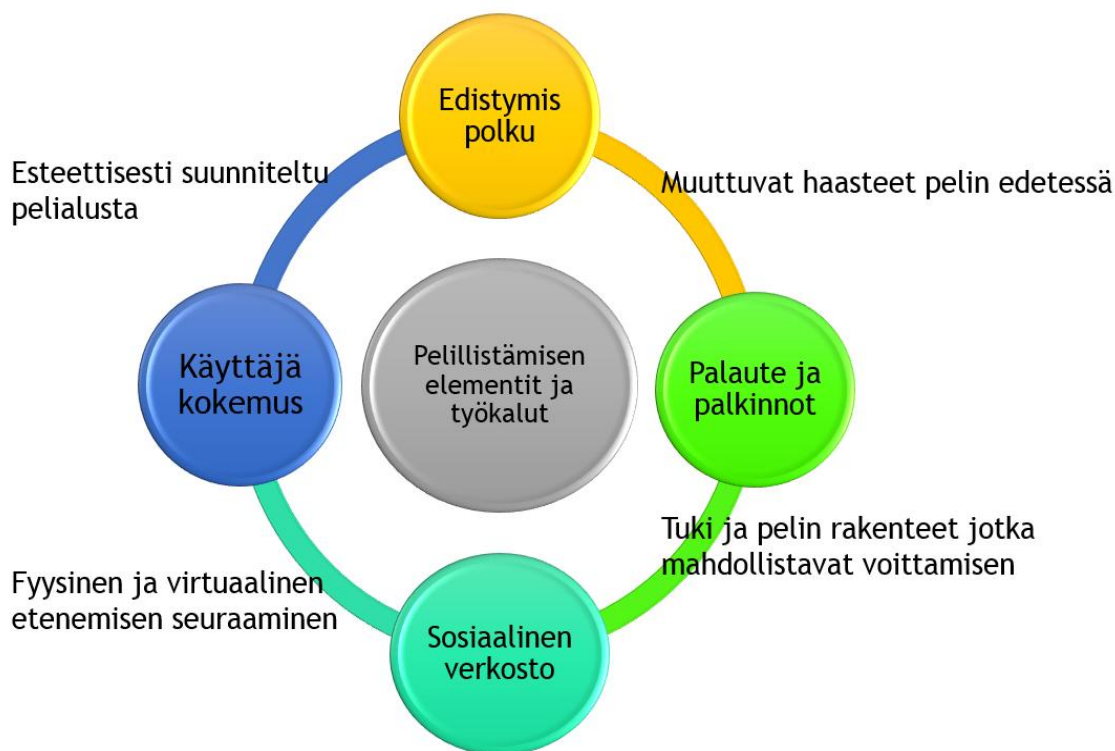 Edistymis
polku
Esteettisesti suunniteltu
pelialusta
Muuttuvat haasteet pelin edetessä
Käyttäjä
kokemus
Pelillistämisen
elementit ja
työkalut
Palaute ja
palkinnot
Tuki ja pelin rakenteet jotka
mahdollistavat voittamisen
Fyysinen ja virtuaalinen
etenemisen seuraaminen
Sosiaalinen
verkosto